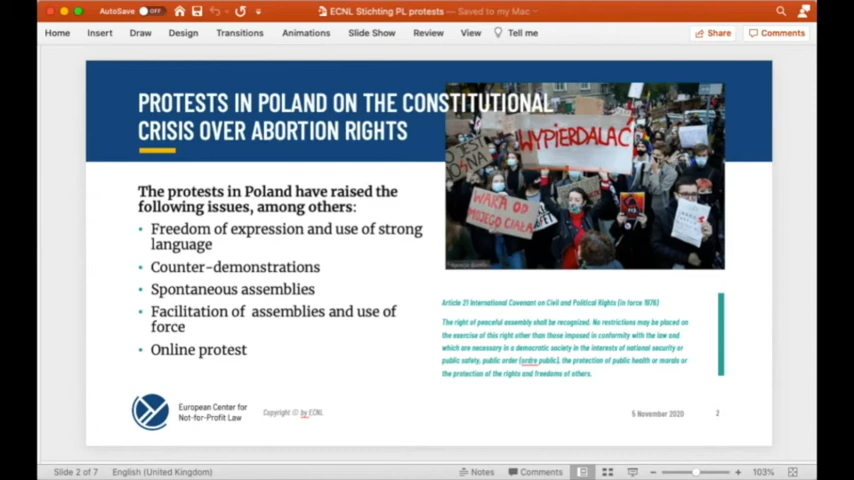 AutoSave OFF
ECNL Stichting PL protests — Saved to my Mac
Home Insert Draw Design Transitions Animations Slide Show Review View Tell me Share Comments
PROTESTS IN POLAND ON THE CONSTITUTIONAL
CRISIS OVER ABORTION RIGHTS
WYPIERDALAĆ
TO JEST
WARA OD
MOJEGO CIAŁA
The protests in Poland have raised the
following issues, among others:
• Freedom of expression and use of strong
language
• Counter-demonstrations
• Spontaneous assemblies
• Facilitation of assemblies and use of
force
• Online protest
Article 21 International Covenant on Civil and Political Rights (in force 1976)
The right of peaceful assembly shall be recognized. No restrictions may be placed on
the exercise of this right other than those imposed in conformity with the law and
which are necessary in a democratic society in the interests of national security or
public safety, public order (ordre public), the protection of public health or morals or
the protection of the rights and freedoms of others.
European Center for
Not-for-Profit Law
Copyright © by ECNL
5 November 2020
2
Slide 2 of 7 English (United Kingdom) Notes Comments 103%